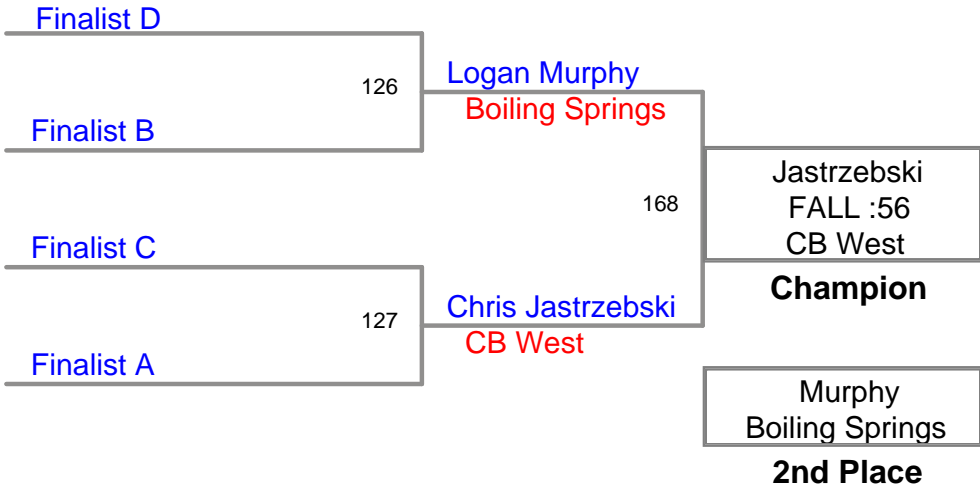 Finalist D
126
Logan Murphy
Boiling Springs
Finalist B
168
Jastrzebski
FALL :56
CB West
Champion
Finalist C
127
Chris Jastrzebski
CB West
Finalist A
Murphy
Boiling Springs
2nd Place